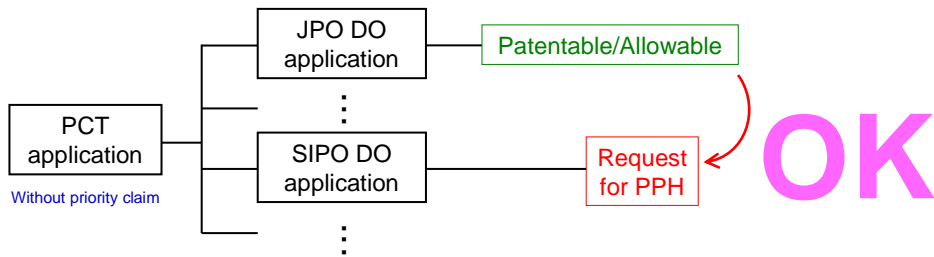 JPO DO
application
Patentable/Allowable
PCT
application
Without priority claim
SIPO DO
application
Request
for PPH
OK